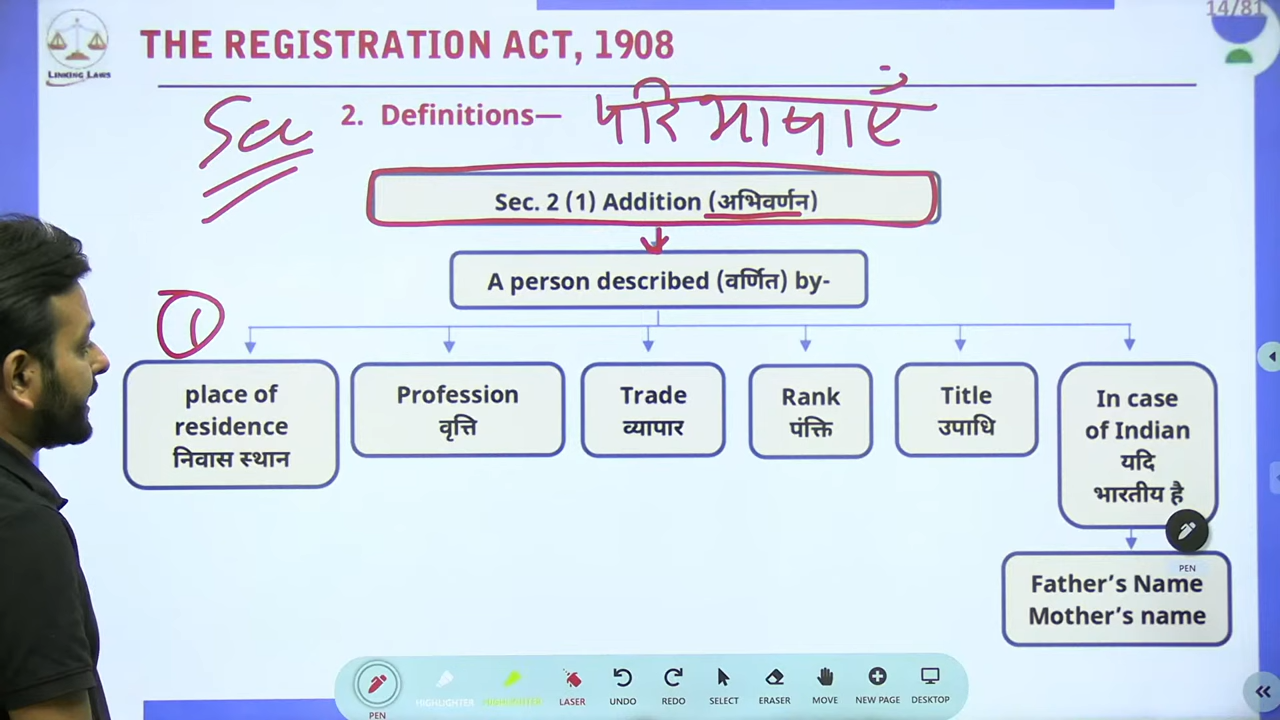 14/81
LINKING LAWS
THE REGISTRATION ACT, 1908
Sec 2. Definitions— परिभाषाएँ
Sec. 2 (1) Addition (अभिवर्णन)
A person described (वर्णित) by-
1
place of
residence
निवास स्थान
Profession
वृत्ति
Trade
व्यापार
Rank
पंक्ति
Title
उपाधि
In case
of Indian
यदि
भारतीय है
PEN
Father’s Name
Mother’s name
PEN
HIGHLIGHTER
HIGHLIGHTER
LASER
UNDO
REDO
SELECT
ERASER
MOVE
NEW PAGE
DESKTOP